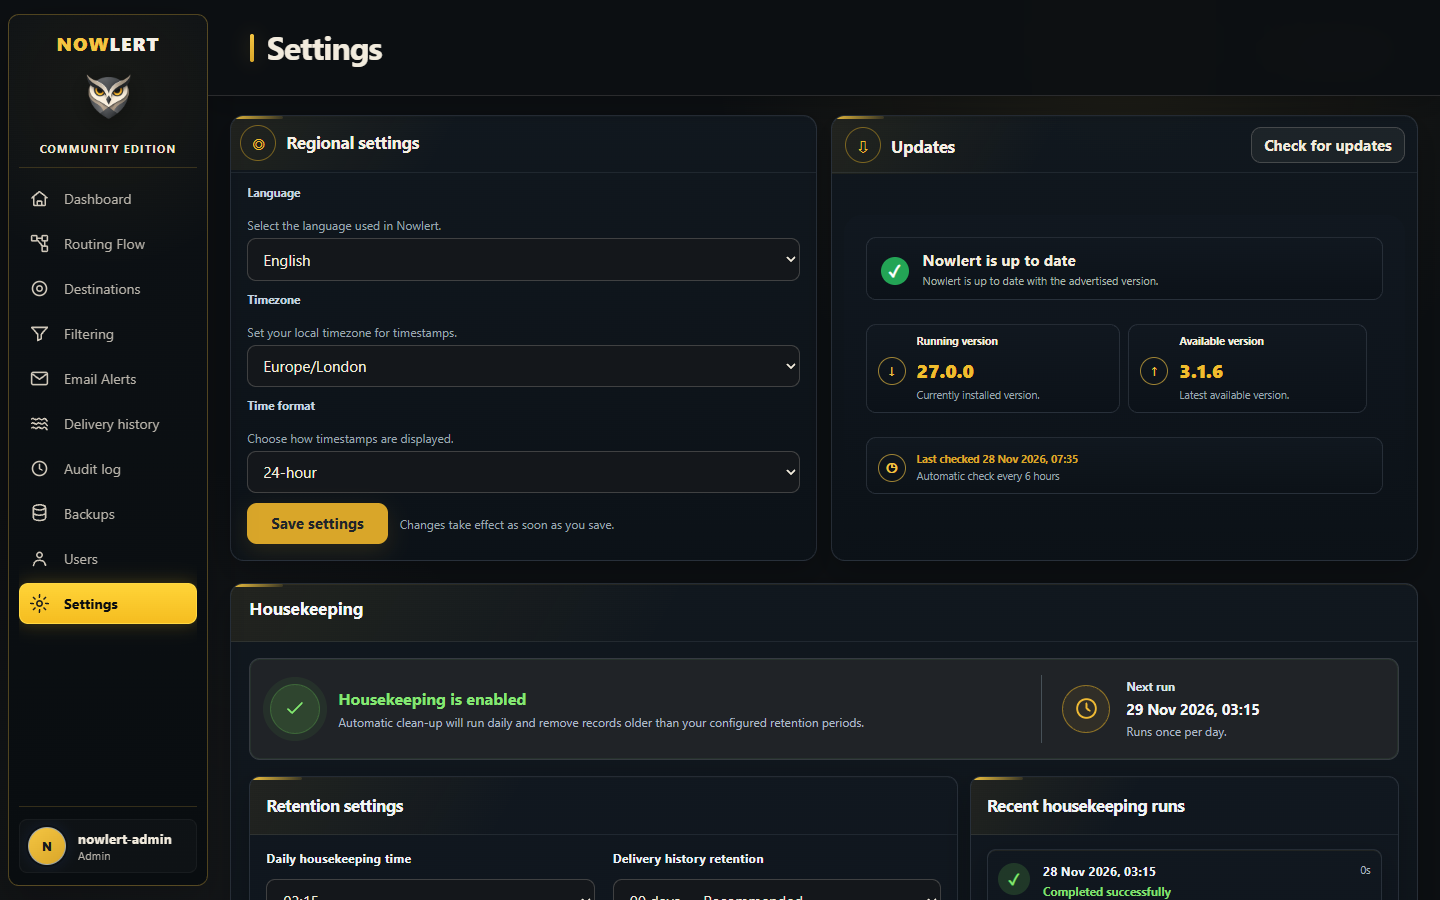 NOWLERT
COMMUNITY EDITION
Dashboard
Routing Flow
Destinations
Filtering
Email Alerts
Delivery history
Audit log
Backups
Users
Settings
N
nowlert-admin
Admin
Settings
Regional settings
Language
Select the language used in Nowlert.
English
Timezone
Set your local timezone for timestamps.
Europe/London
Time format
Choose how timestamps are displayed.
24-hour
Save settings
Changes take effect as soon as you save.
Updates
Check for updates
Nowlert is up to date
Nowlert is up to date with the advertised version.
Running version
27.0.0
Currently installed version.
Available version
3.1.6
Latest available version.
Last checked 28 Nov 2026, 07:35
Automatic check every 6 hours
Housekeeping
Housekeeping is enabled
Automatic clean-up will run daily and remove records older than your configured retention periods.
Next run
29 Nov 2026, 03:15
Runs once per day.
Retention settings
Daily housekeeping time
03:15
Delivery history retention
Recommended
Recent housekeeping runs
28 Nov 2026, 03:15
0s
Completed successfully